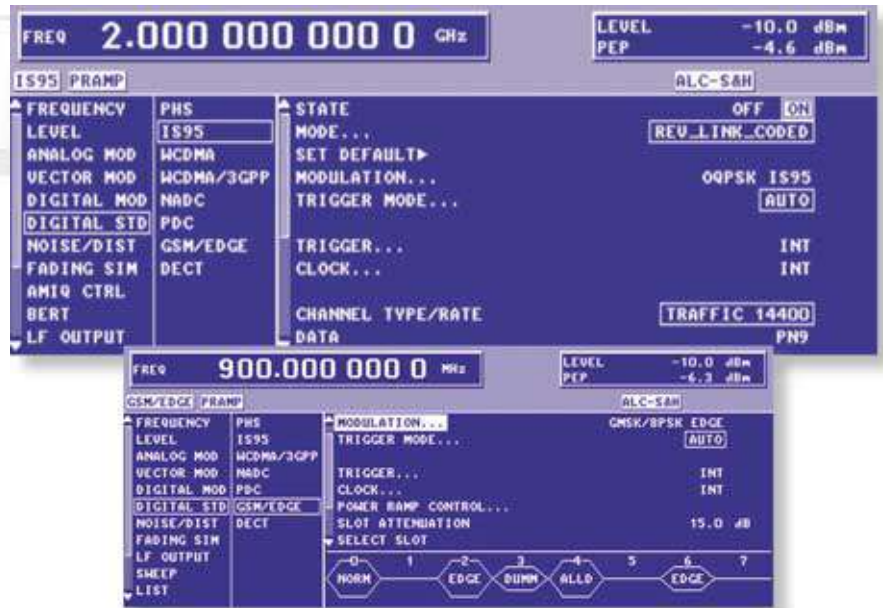 FREQ 2.000 000 000 0 GHz LEVEL -10.0 dBm
PEP -4.6 dBm
IS95 PRAMP ALC-S&H
FREQUENCY PHS STATE OFF ON
LEVEL IS95 MODE... REV_LINK_CODED
ANALOG MOD WCDMA SET DEFAULT▶
VECTOR MOD WCDMA/3GPP MODULATION... OQPSK IS95
DIGITAL MOD NADC TRIGGER MODE... AUTO
DIGITAL STD PDC
NOISE/DIST GSM/EDGE TRIGGER... INT
FADING SIM DECT CLOCK... INT
AMIQ CTRL
BERT CHANNEL TYPE/RATE TRAFFIC 14400
LF OUTPUT DATA PN9
FREQ 900.000 000 0 MHz LEVEL -10.0 dBm
PEP -6.3 dBm
GSM/EDGE PRAMP ALC-S&H
FREQUENCY PHS MODULATION... GMSK/8PSK EDGE
LEVEL IS95 TRIGGER MODE... AUTO
ANALOG MOD WCDMA/3GPP
VECTOR MOD NADC TRIGGER... INT
DIGITAL MOD PDC CLOCK... INT
DIGITAL STD GSM/EDGE POWER RAMP CONTROL...
NOISE/DIST DECT SLOT ATTENUATION 15.0 dB
FADING SIM SELECT SLOT
LF OUTPUT 0 1 2 3 4 5 6 7
SWEEP NORM EDGE DUMM ALLD EDGE
LIST